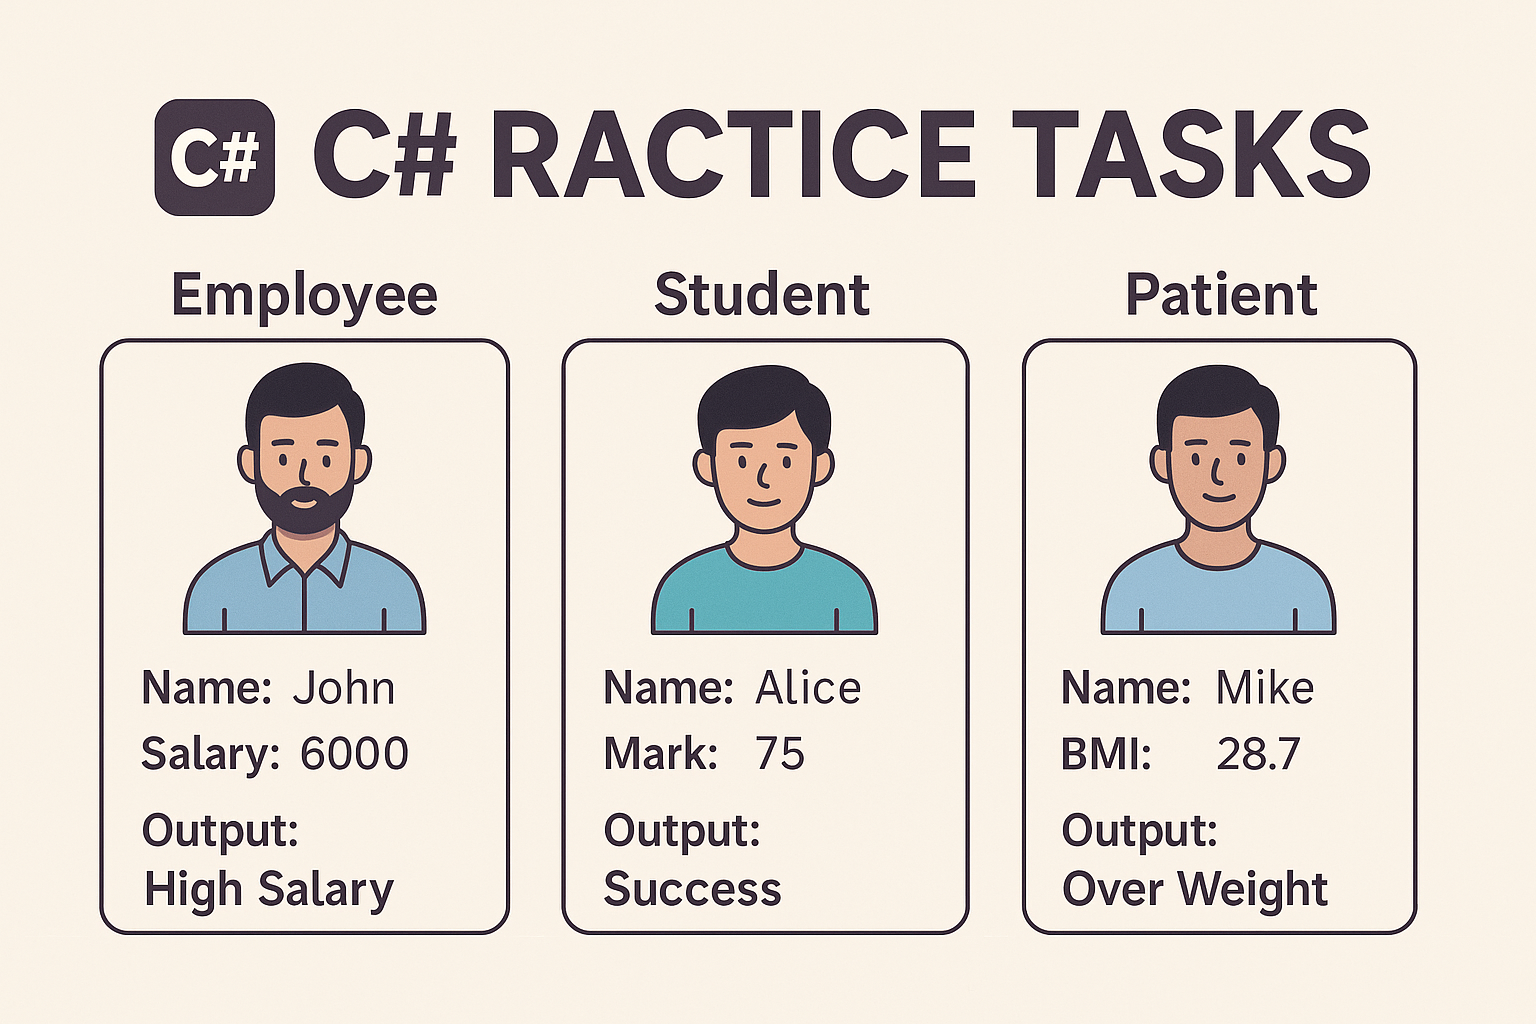 C# C# RACTICE TASKS
Employee
Student
Patient
Name: John
Salary: 6000
Output:
High Salary
Name: Alice
Mark: 75
Output:
Success
Name: Mike
BMI: 28.7
Output:
Over Weight